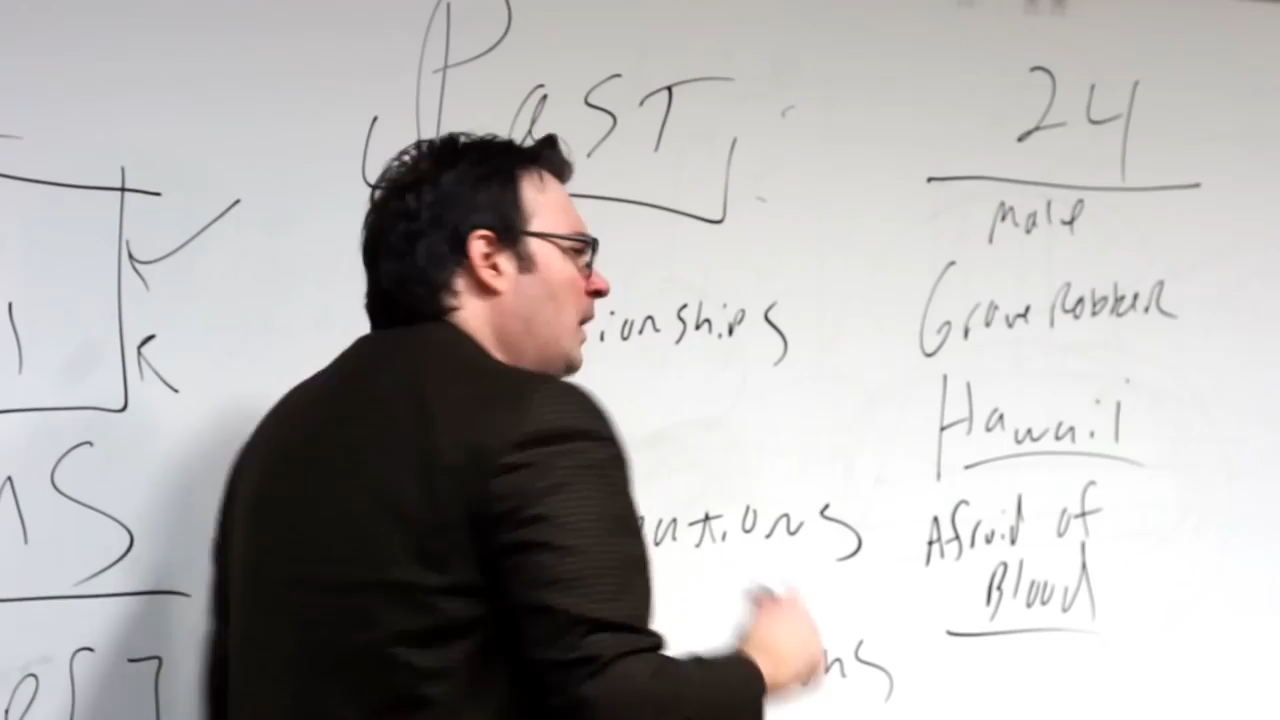 Past
ionships
ations
ns
24
Male
Grave Robber
Hawaii
Afraid of
Blood